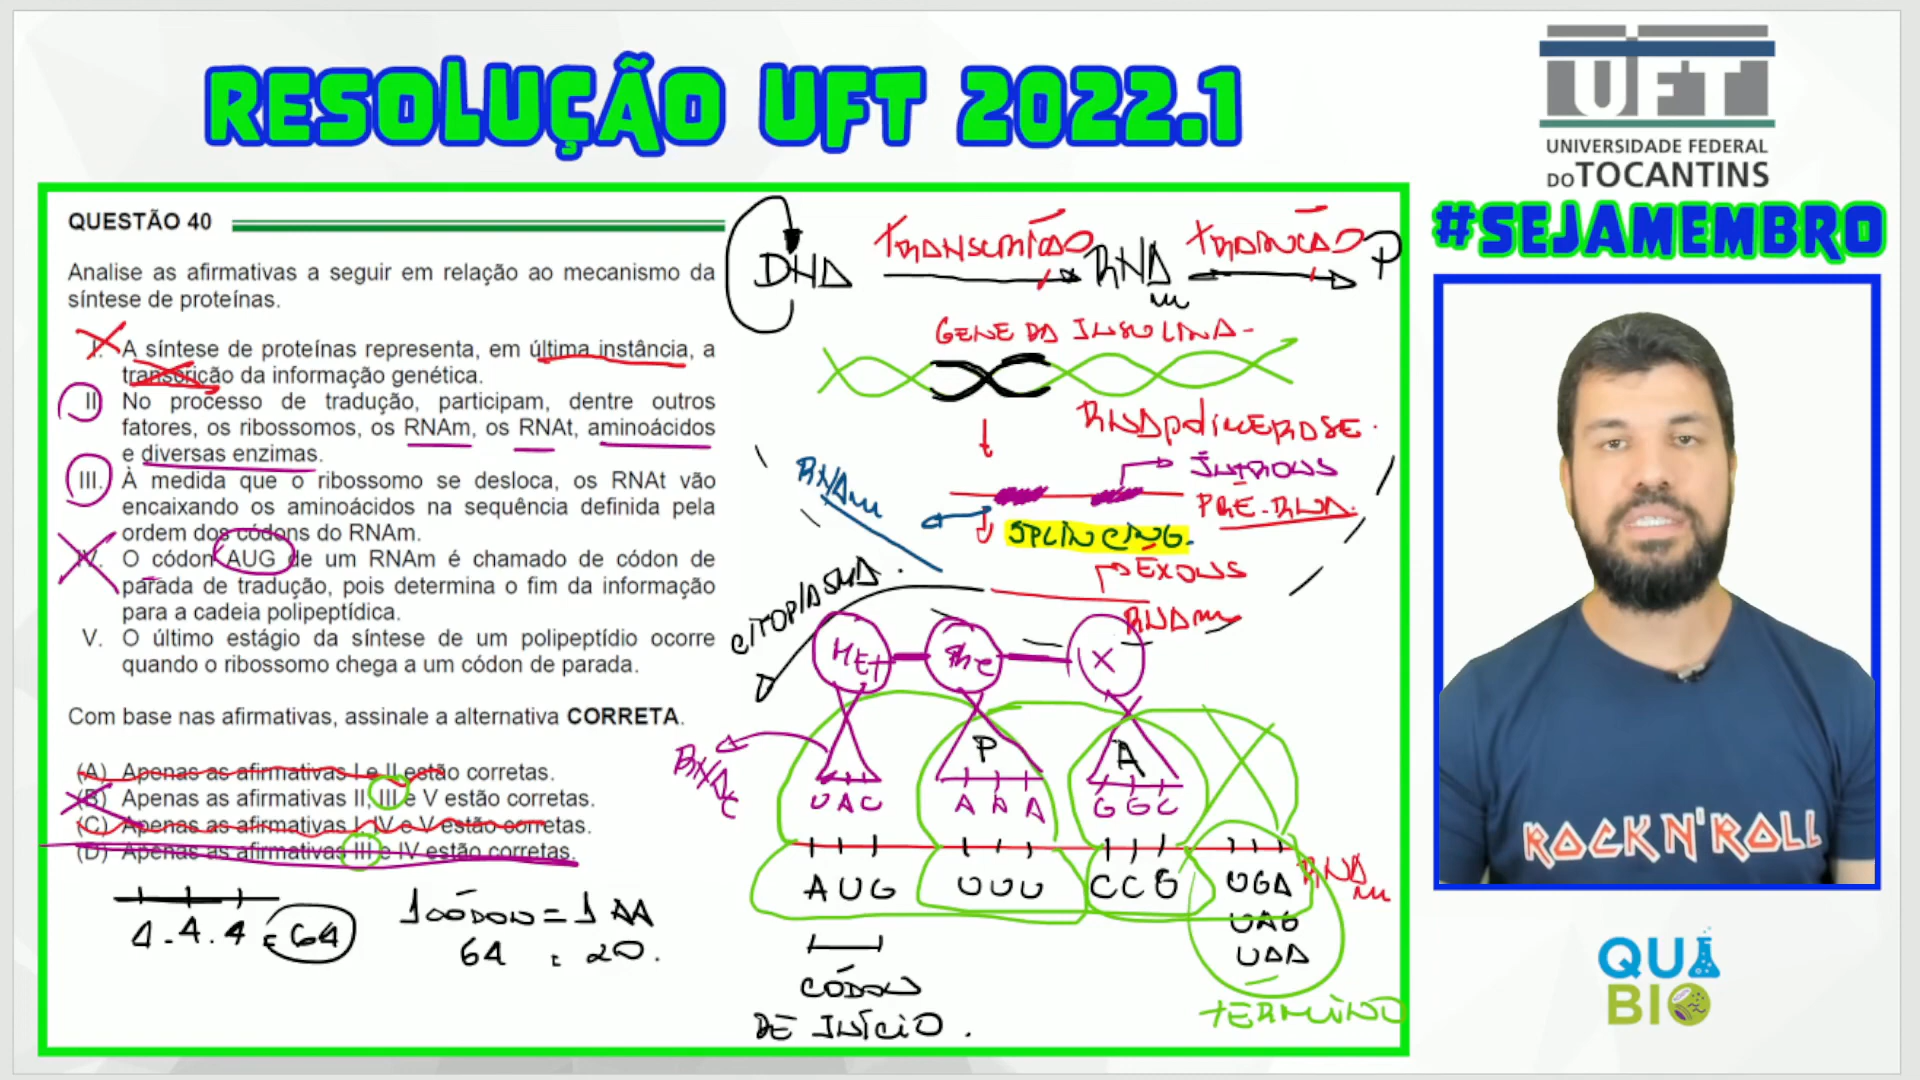 RESOLUÇÃO UFT 2022.1
UFT
UNIVERSIDADE FEDERAL
DO TOCANTINS
#SEJAMEMBRO
QUESTÃO 40
Analise as afirmativas a seguir em relação ao mecanismo da
síntese de proteínas.
I. A síntese de proteínas representa, em última instância, a
transcrição da informação genética.
II. No processo de tradução, participam, dentre outros
fatores, os ribossomos, os RNAm, os RNAt, aminoácidos
e diversas enzimas.
III. À medida que o ribossomo se desloca, os RNAt vão
encaixando os aminoácidos na sequência definida pela
ordem dos códons do RNAm.
IV. O códon AUG de um RNAm é chamado de códon de
parada de tradução, pois determina o fim da informação
para a cadeia polipeptídica.
V. O último estágio da síntese de um polipeptídio ocorre
quando o ribossomo chega a um códon de parada.
Com base nas afirmativas, assinale a alternativa CORRETA.
(A) Apenas as afirmativas I e II estão corretas.
(B) Apenas as afirmativas II, III e V estão corretas.
(C) Apenas as afirmativas I, IV e V estão corretas.
(D) Apenas as afirmativas III e IV estão corretas.
4.4.4 = 64
1 CÓDON = 1 AA
64 : 20.
DNA TRANSCRIÇÃO RNAm TRADUÇÃO P
GENE DA INSULINA
RNA POLIMERASE.
ÍNTRONS
PRÉ-RNA
RNAm
SPLINCING.
ÉXONS
RNAm
CITOPLASMA.
MET Phe X
P A
RNAt
UAC AAA GGC
AUG UUU CCG UGA
RNAm
UAG
UAA
CÓDON
DE INÍCIO.
TÉRMINO
ROCK N' ROLL
QUÍ
BIO